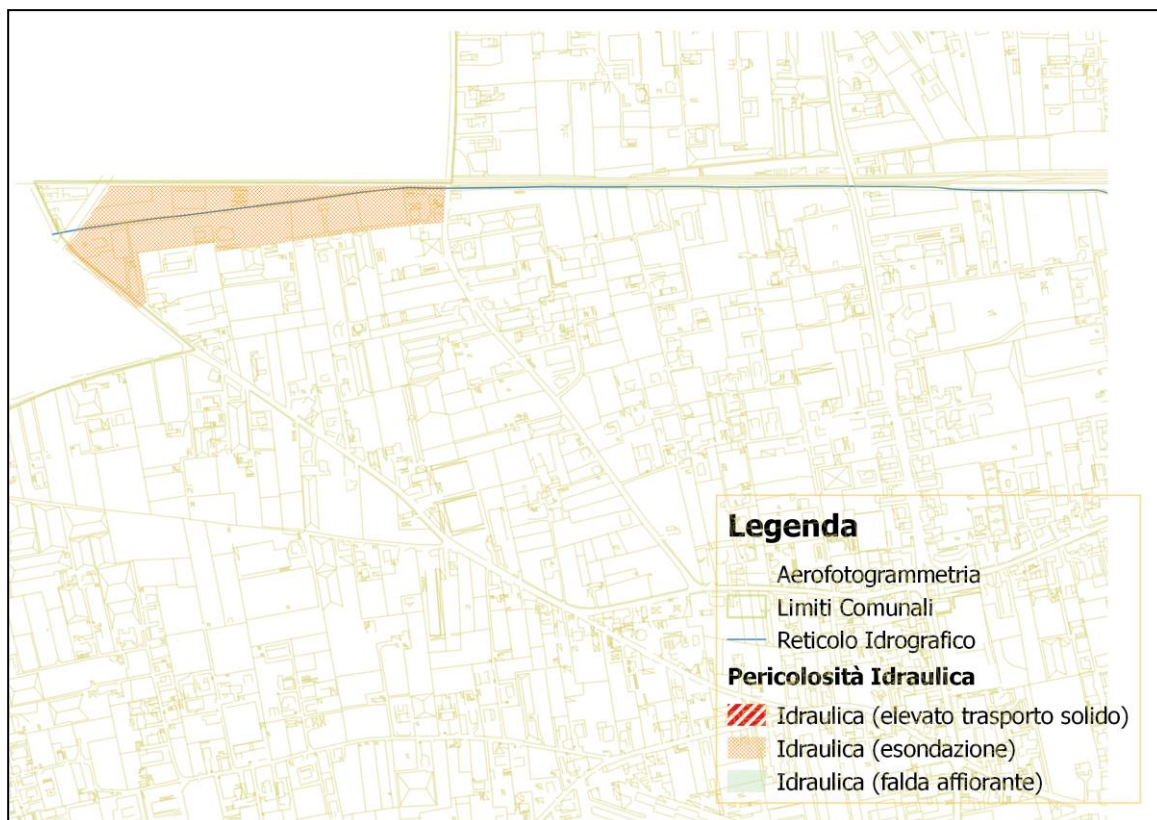 Legenda
Aerofotogrammetria
Limiti Comunali
Reticolo Idrografico
Pericolosità Idraulica
Idraulica (elevato trasporto solido)
Idraulica (esondazione)
Idraulica (falda affiorante)